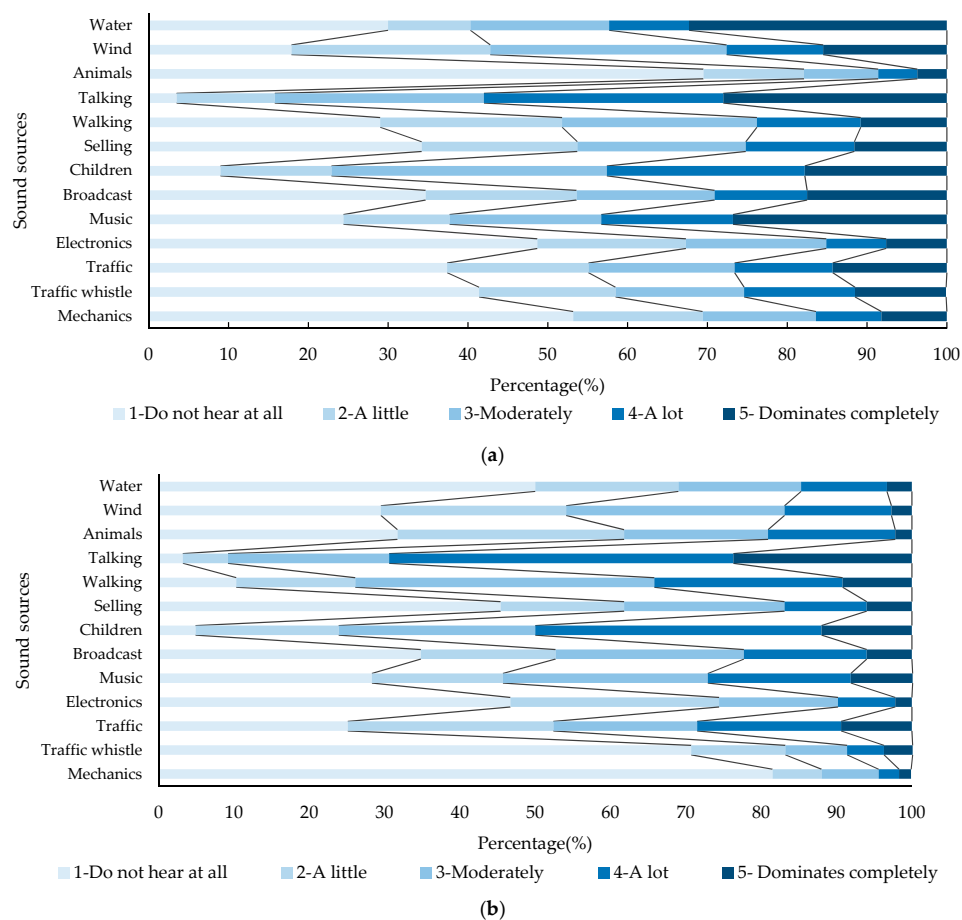 Water
Wind
Animals
Talking
Walking
Selling
Children
Broadcast
Music
Electronics
Traffic
Traffic whistle
Mechanics
Sound sources
0 10 20 30 40 50 60 70 80 90 100
Percentage(%)
1-Do not hear at all 2-A little 3-Moderately 4-A lot 5- Dominates completely
(a)
Water
Wind
Animals
Talking
Walking
Selling
Children
Broadcast
Music
Electronics
Traffic
Traffic whistle
Mechanics
Sound sources
0 10 20 30 40 50 60 70 80 90 100
Percentage(%)
1-Do not hear at all 2-A little 3-Moderately 4-A lot 5- Dominates completely
(b)